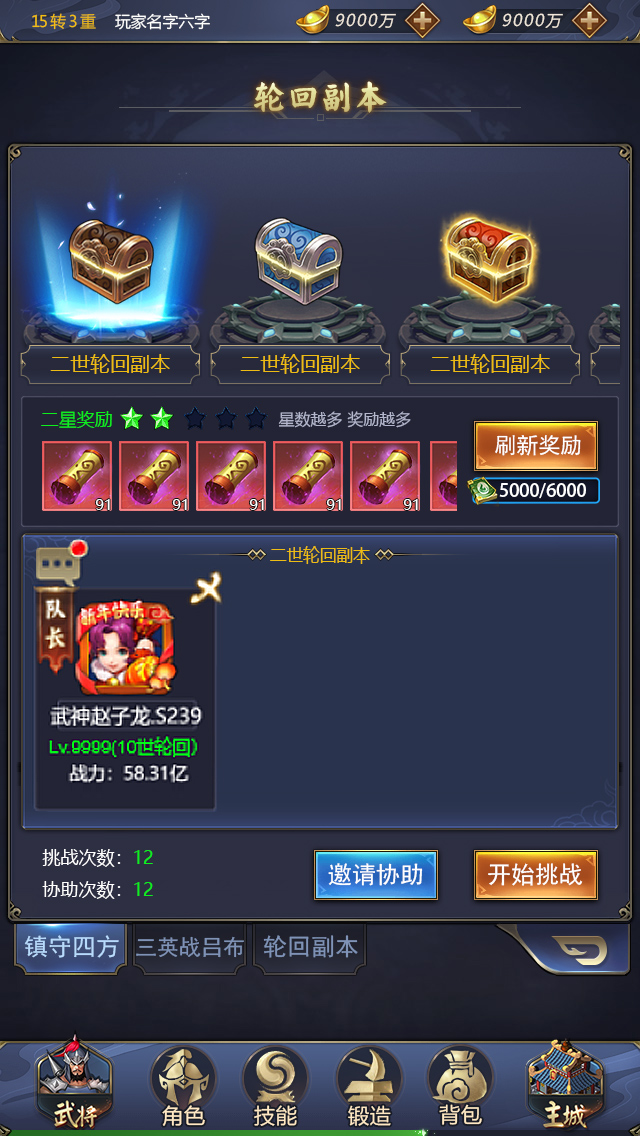 15转3重 玩家名字六字 9000万 9000万
轮回副本
二世轮回副本 二世轮回副本 二世轮回副本
二星奖励 星数越多 奖励越多
刷新奖励
91 91 91 91 91
5000/6000
二世轮回副本
队长
新年快乐
武神赵子龙.S239
Lv.9999(10世轮回)
战力：58.31亿
挑战次数：12
协助次数：12
邀请协助 开始挑战
镇守四方 三英战吕布 轮回副本
武将 角色 技能 锻造 背包 主城